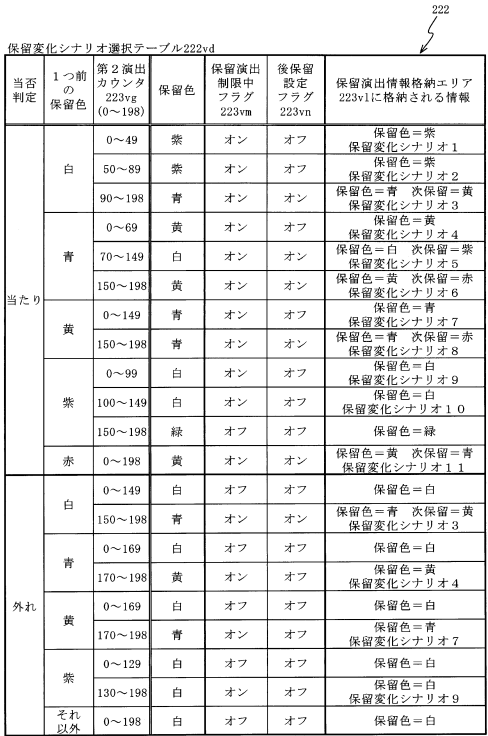 222
保留変化シナリオ選択テーブル222vd
当否
判定
1つ前
の
保留色
第2演出
カウンタ
223vg
(0～198)
保留色
保留演出
制限中
フラグ
223vm
後保留
設定
フラグ
223vn
保留演出情報格納エリア
223vlに格納される情報
当たり
白
0～49
紫
オン
オフ
保留色＝紫
保留変化シナリオ1
50～89
紫
オン
オフ
保留色＝紫
保留変化シナリオ2
90～198
青
オン
オン
保留色＝青　次保留＝黄
保留変化シナリオ3
青
0～69
黄
オン
オフ
保留色＝黄
保留変化シナリオ4
70～149
白
オン
オン
保留色＝白　次保留＝紫
保留変化シナリオ5
150～198
黄
オン
オン
保留色＝黄　次保留＝赤
保留変化シナリオ6
黄
0～149
青
オン
オフ
保留色＝青
保留変化シナリオ7
150～198
青
オン
オン
保留色＝青　次保留＝赤
保留変化シナリオ8
紫
0～99
白
オン
オフ
保留色＝白
保留変化シナリオ9
100～149
白
オン
オフ
保留色＝白
保留変化シナリオ10
150～198
緑
オフ
オフ
保留色＝緑
赤
0～198
黄
オン
オン
保留色＝黄　次保留＝青
保留変化シナリオ11
外れ
白
0～149
白
オフ
オフ
保留色＝白
150～198
青
オン
オン
保留色＝青　次保留＝黄
保留変化シナリオ3
青
0～169
白
オフ
オフ
保留色＝白
170～198
黄
オン
オフ
保留色＝黄
保留変化シナリオ4
黄
0～169
白
オフ
オフ
保留色＝白
170～198
青
オン
オフ
保留色＝青
保留変化シナリオ7
紫
0～129
白
オフ
オフ
保留色＝白
130～198
白
オン
オフ
保留色＝白
保留変化シナリオ9
それ
以外
0～198
白
オフ
オフ
保留色＝白